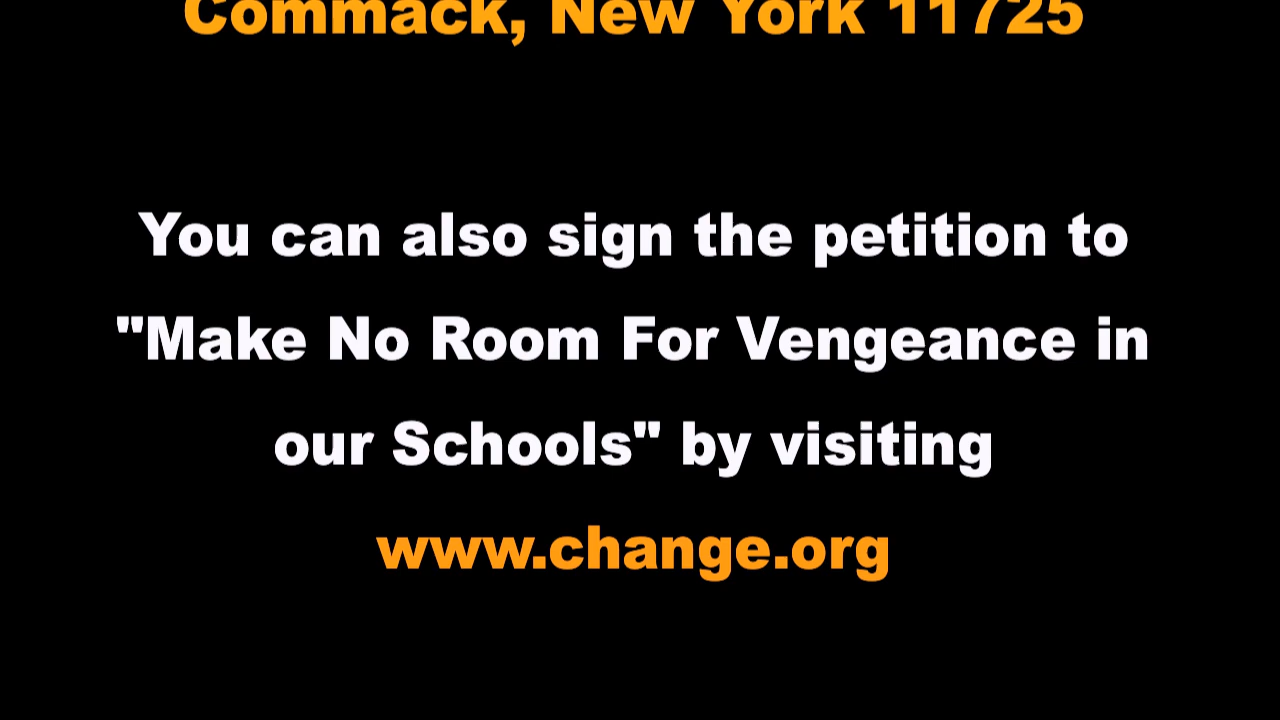 Commack, New York 11725
You can also sign the petition to
"Make No Room For Vengeance in
our Schools" by visiting
www.change.org